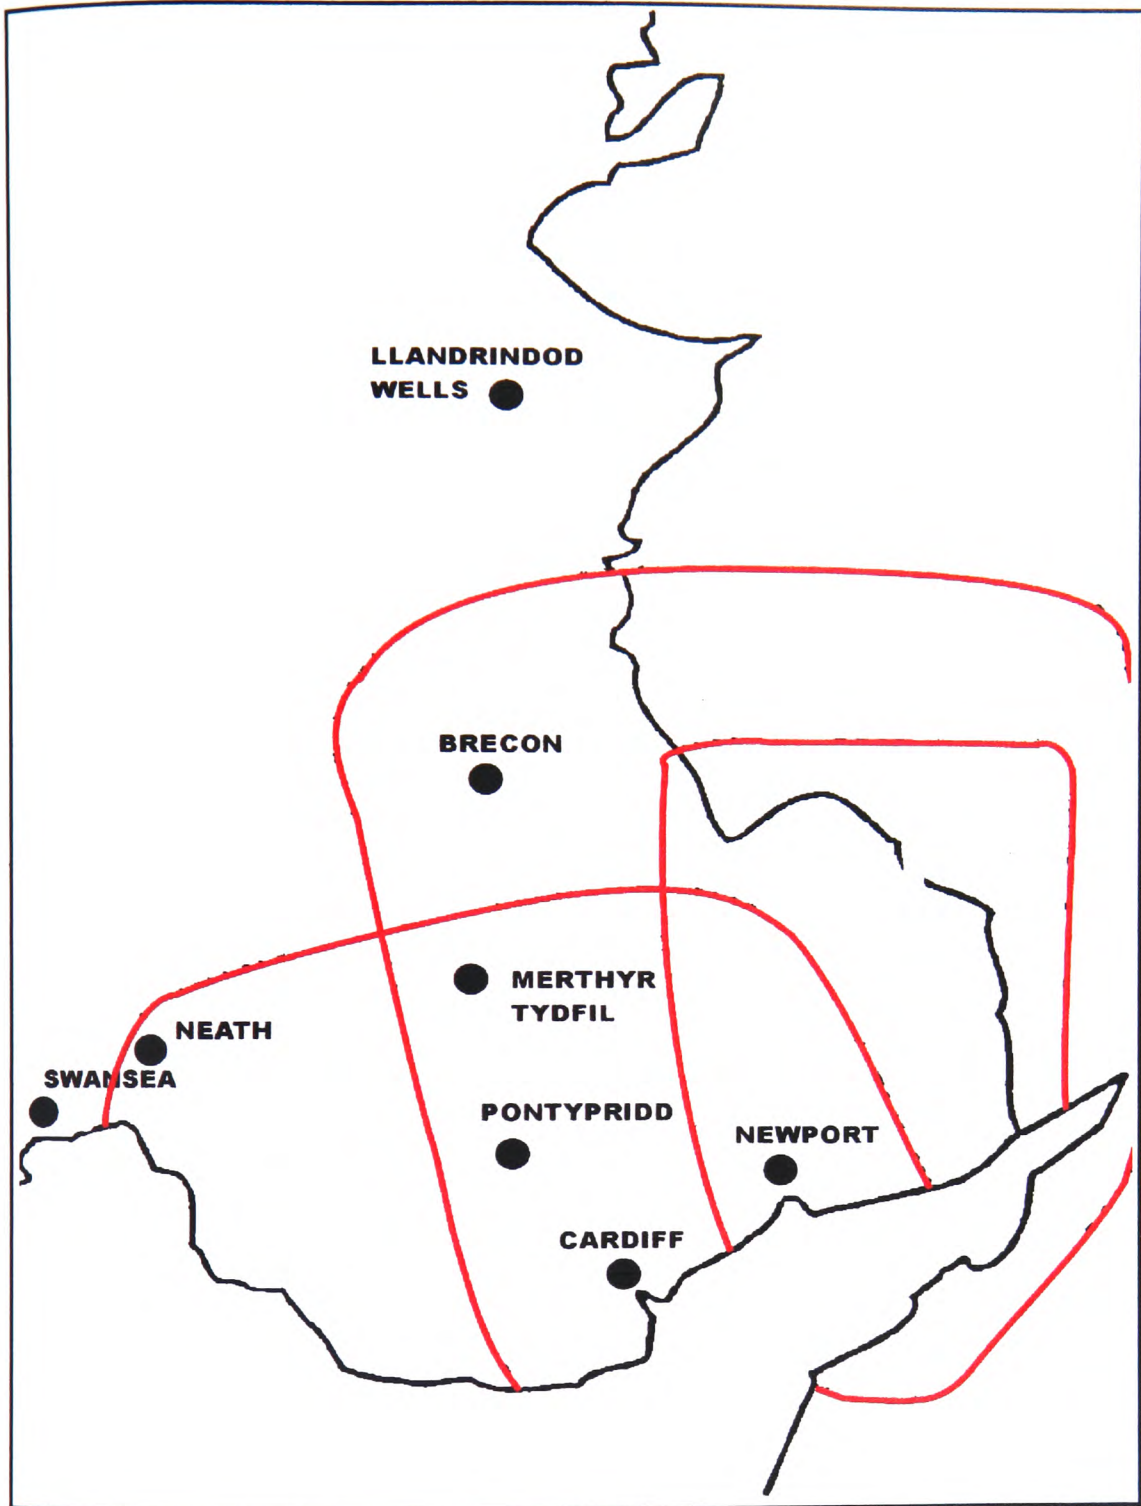 LLANDRINDOD
WELLS
BRECON
MERTHYR
TYDFIL
NEATH
SWANSEA
PONTYPRIDD
NEWPORT
CARDIFF